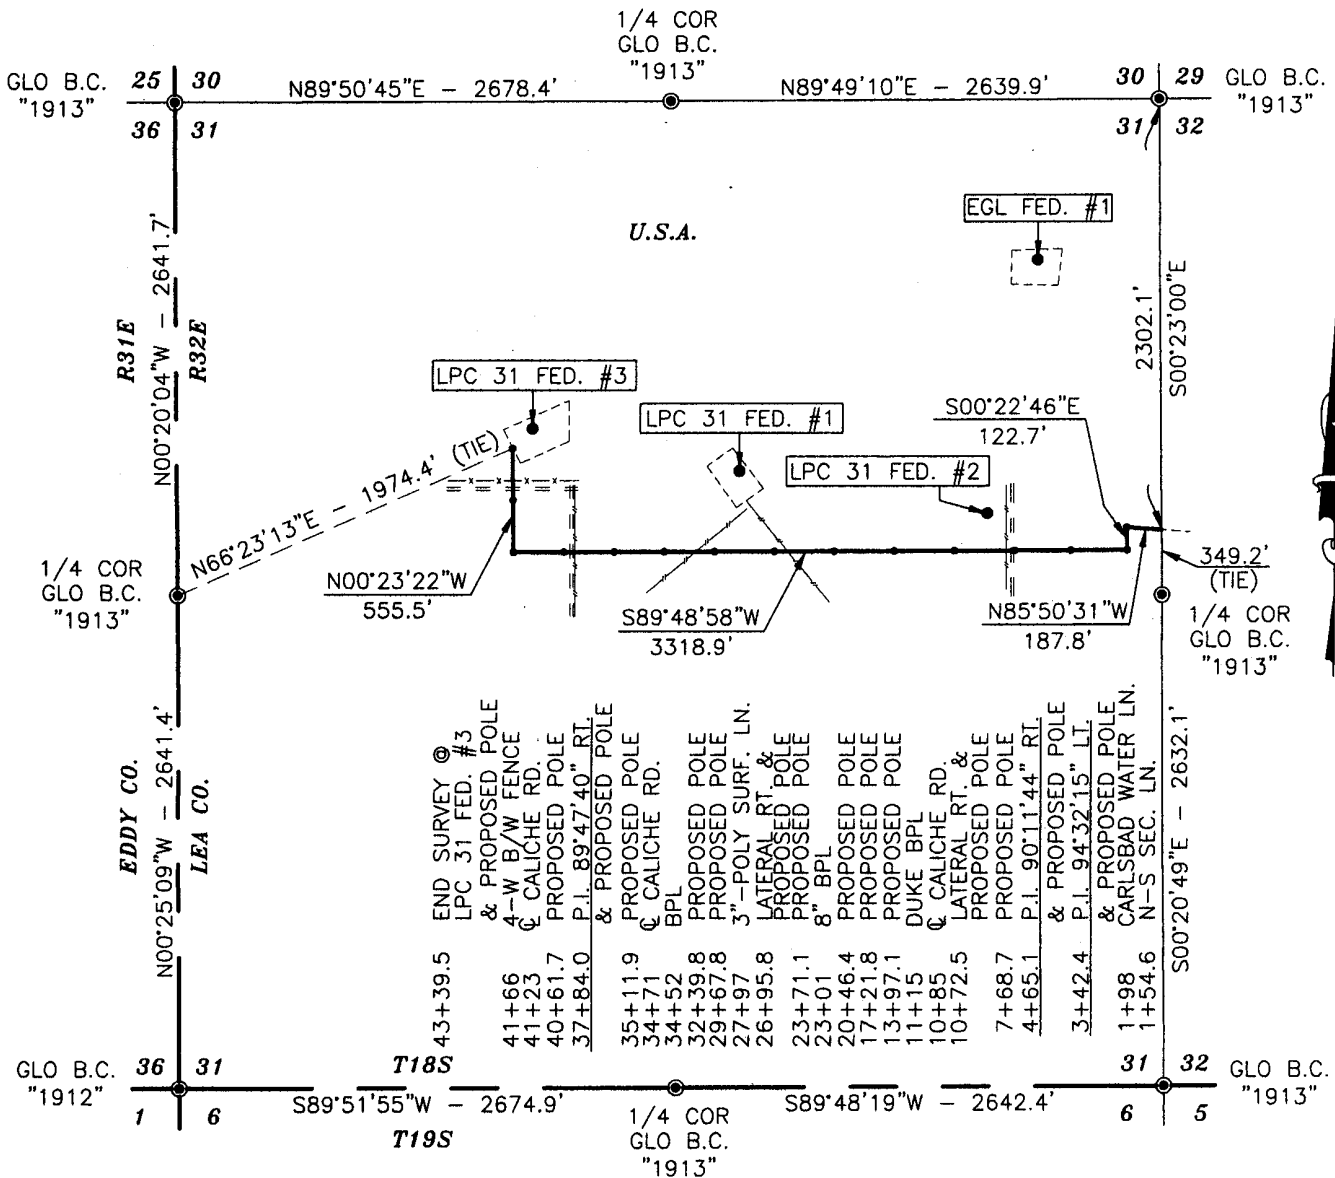 1/4 COR
GLO B.C.
"1913"
GLO B.C.
"1913"
25 30
36 31
N89°50'45"E - 2678.4'
N89°49'10"E - 2639.9'
30 29
31 32
GLO B.C.
"1913"
EGL FED. #1
U.S.A.
N00°20'04"W - 2641.7'
R31E
R32E
2302.1'
S00°23'00"E
LPC 31 FED. #3
LPC 31 FED. #1
LPC 31 FED. #2
S00°22'46"E
122.7'
N66°23'13"E - 1974.4' (TIE)
1/4 COR
GLO B.C.
"1913"
N00°23'22"W
555.5'
S89°48'58"W
3318.9'
N85°50'31"W
187.8'
349.2'
(TIE)
1/4 COR
GLO B.C.
"1913"
N00°25'09"W - 2641.4'
EDDY CO.
LEA CO.
43+39.5 END SURVEY @
LPC 31 FED. #3
& PROPOSED POLE
41+66 4-W B/W FENCE
41+23 ℄ CALICHE RD.
40+61.7 PROPOSED POLE
37+84.0 P.I. 89°47'40" RT.
& PROPOSED POLE
35+11.9 PROPOSED POLE
34+71 ℄ CALICHE RD.
34+52 BPL
32+39.8 PROPOSED POLE
29+67.8 PROPOSED POLE
27+97 3"-POLY SURF. LN.
26+95.8 LATERAL RT. &
PROPOSED POLE
23+71.1 PROPOSED POLE
23+01 8" BPL
20+46.4 PROPOSED POLE
17+21.8 PROPOSED POLE
13+97.1 PROPOSED POLE
11+15 DUKE BPL
10+85 ℄ CALICHE RD.
10+72.5 LATERAL RT. &
PROPOSED POLE
7+68.7 PROPOSED POLE
4+65.1 P.I. 90°11'44" RT.
& PROPOSED POLE
3+42.4 P.I. 94°32'15" LT.
& PROPOSED POLE
1+98 CARLSBAD WATER LN.
1+54.6 N-S SEC. LN.
S00°20'49"E - 2632.1'
GLO B.C.
"1912"
36 31
1 6
T18S
T19S
S89°51'55"W - 2674.9'
1/4 COR
GLO B.C.
"1913"
S89°48'19"W - 2642.4'
31 32
6 5
GLO B.C.
"1913"